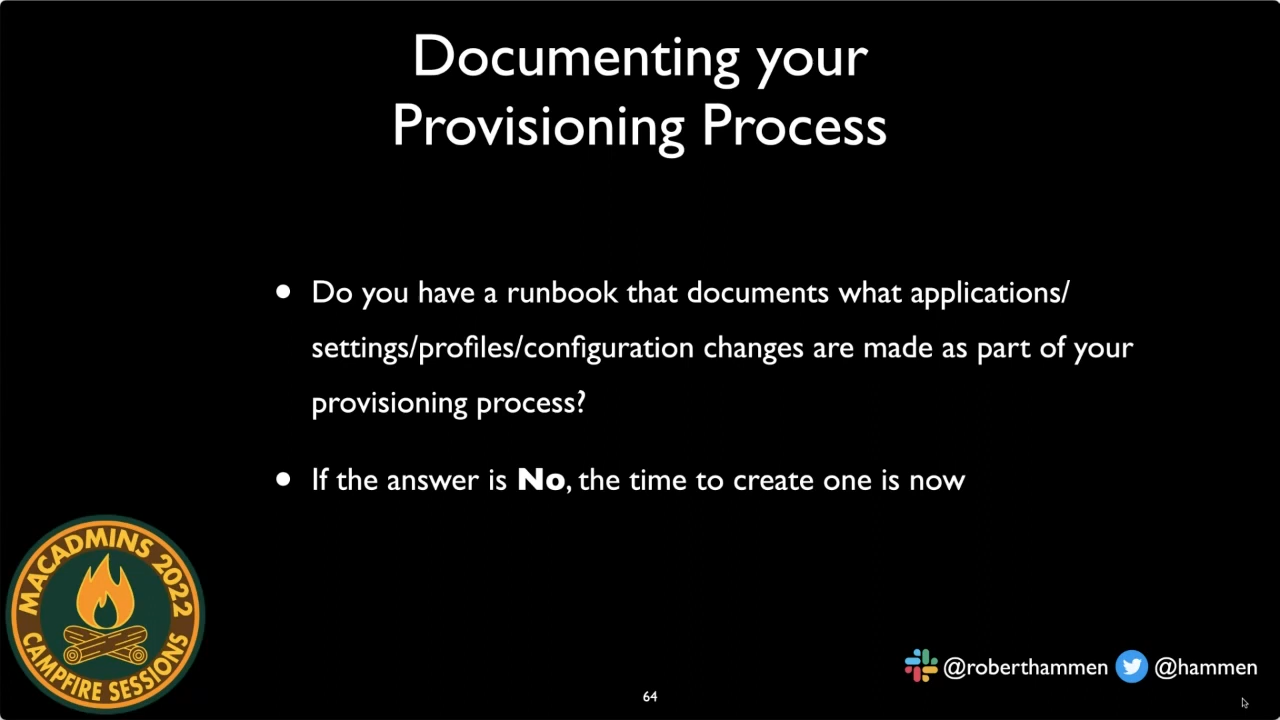 Documenting your
Provisioning Process
• Do you have a runbook that documents what applications/
settings/profiles/configuration changes are made as part of your
provisioning process?
• If the answer is No, the time to create one is now
MACADMINS 2022
CAMPFIRE SESSIONS
@roberthammen @hammen
64